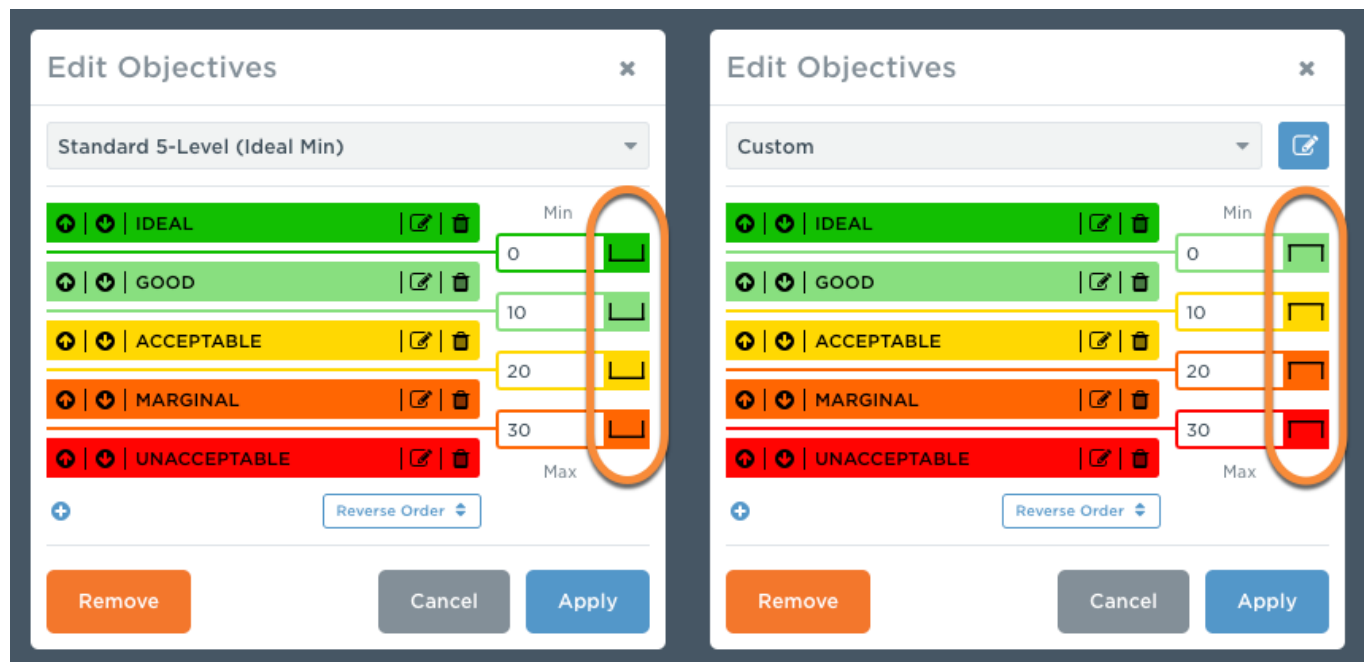 Edit Objectives
Standard 5-Level (Ideal Min)
Min
IDEAL
0
GOOD
10
ACCEPTABLE
20
MARGINAL
30
UNACCEPTABLE
Max
Reverse Order
Remove Cancel Apply
Edit Objectives
Custom
Min
IDEAL
0
GOOD
10
ACCEPTABLE
20
MARGINAL
30
UNACCEPTABLE
Max
Reverse Order
Remove Cancel Apply